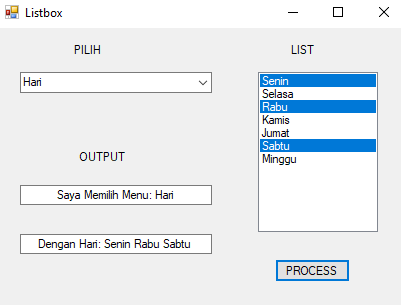 Listbox
PILIH
Hari
OUTPUT
Saya Memilih Menu: Hari
Dengan Hari: Senin Rabu Sabtu
LIST
Senin
Selasa
Rabu
Kamis
Jumat
Sabtu
Minggu
PROCESS